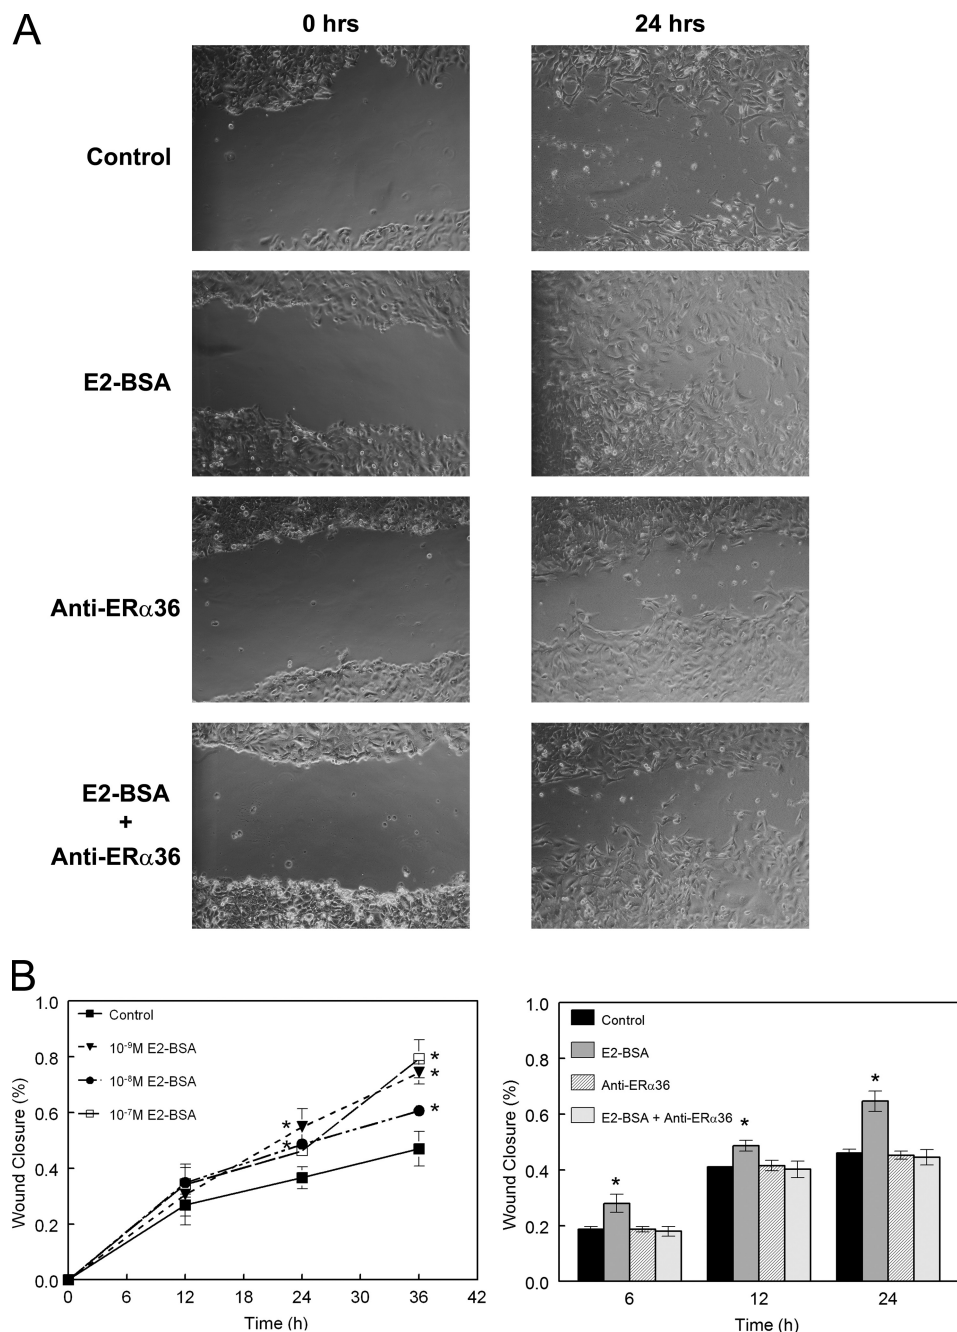 A
0 hrs
24 hrs
Control
E2-BSA
Anti-ERα36
E2-BSA
+
Anti-ERα36
B
Wound Closure (%)
1.0
0.8
0.6
0.4
0.2
0.0
Control
10⁻⁹M E2-BSA
10⁻⁸M E2-BSA
10⁻⁷M E2-BSA
*
*
*
*
*
0 6 12 18 24 30 36 42
Time (h)
Wound Closure (%)
1.0
0.8
0.6
0.4
0.2
0.0
Control
E2-BSA
Anti-ERα36
E2-BSA + Anti-ERα36
*
*
*
6 12 24
Time (h)